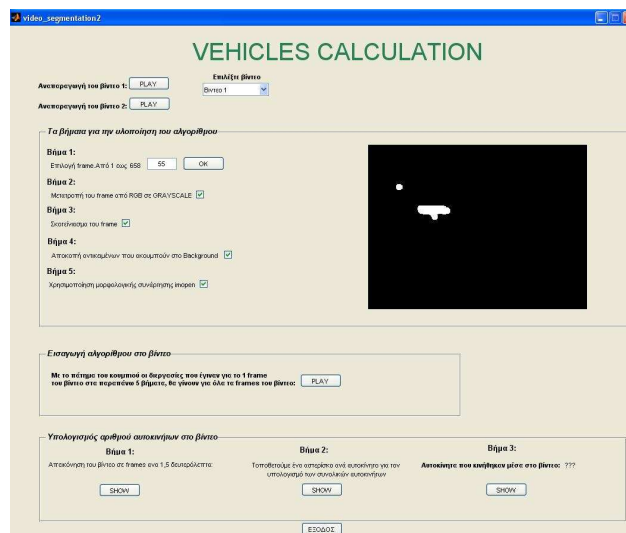 video_segmentation2
VEHICLES CALCULATION
Αναπαραγωγή του βίντεο 1: PLAY
Επιλέξτε βίντεο
Βιντεο 1
Αναπαραγωγή του βίντεο 2: PLAY
Τα βήματα για την υλοποίηση του αλγορίθμου
Βήμα 1:
Επιλογή frame.Από 1 εως 658 55 OK
Βήμα 2:
Μετατροπή του frame από RGB σε GRAYSCALE
Βήμα 3:
Σκοτείνιασμα του frame
Βήμα 4:
Αποκοπή αντικειμένων που ακουμπούν στο Background
Βήμα 5:
Χρησιμοποίηση μορφολογικής συνάρτησης imopen
Εισαγωγή αλγορίθμου στο βίντεο
Με το πάτημα του κουμπιού οι διεργασίες που έγιναν για το 1 frame
του βίντεο στα παραπάνω 5 βήματα, θα γίνουν για όλα τα frames του βίντεο: PLAY
Υπολογισμός αριθμού αυτοκινήτων στο βίντεο
Βήμα 1:
Απεικόνηση του βίντεο σε frames ανα 1,5 δευτερόλεπτα
SHOW
Βήμα 2:
Τοποθετούμε ένα αστερίσκο ανά αυτοκίνητο για τον
υπολογισμό των συνολικών αυτοκινήτων
SHOW
Βήμα 3:
Αυτοκίνητα που κινήθηκαν μέσα στο βίντεο: ???
SHOW
ΕΞΟΔΟΣ